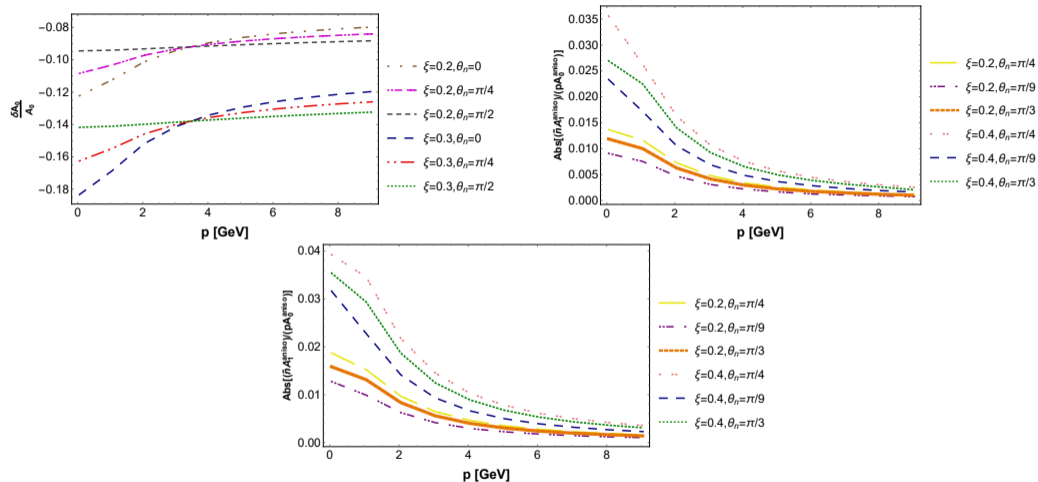 -0.08
-0.10
-0.12
-0.14
-0.16
-0.18
δA₀
A₀
0
2
4
6
8
p [GeV]
ξ=0.2,θₙ=0
ξ=0.2,θₙ=π/4
ξ=0.2,θₙ=π/2
ξ=0.3,θₙ=0
ξ=0.3,θₙ=π/4
ξ=0.3,θₙ=π/2
0.035
0.030
0.025
0.020
0.015
0.010
0.005
0.000
0
2
4
6
8
p [GeV]
ξ=0.2,θₙ=π/4
ξ=0.2,θₙ=π/9
ξ=0.2,θₙ=π/3
ξ=0.4,θₙ=π/4
ξ=0.4,θₙ=π/9
ξ=0.4,θₙ=π/3
0.04
0.03
0.02
0.01
0.00
0
2
4
6
8
p [GeV]
ξ=0.2,θₙ=π/4
ξ=0.2,θₙ=π/9
ξ=0.2,θₙ=π/3
ξ=0.4,θₙ=π/4
ξ=0.4,θₙ=π/9
ξ=0.4,θₙ=π/3